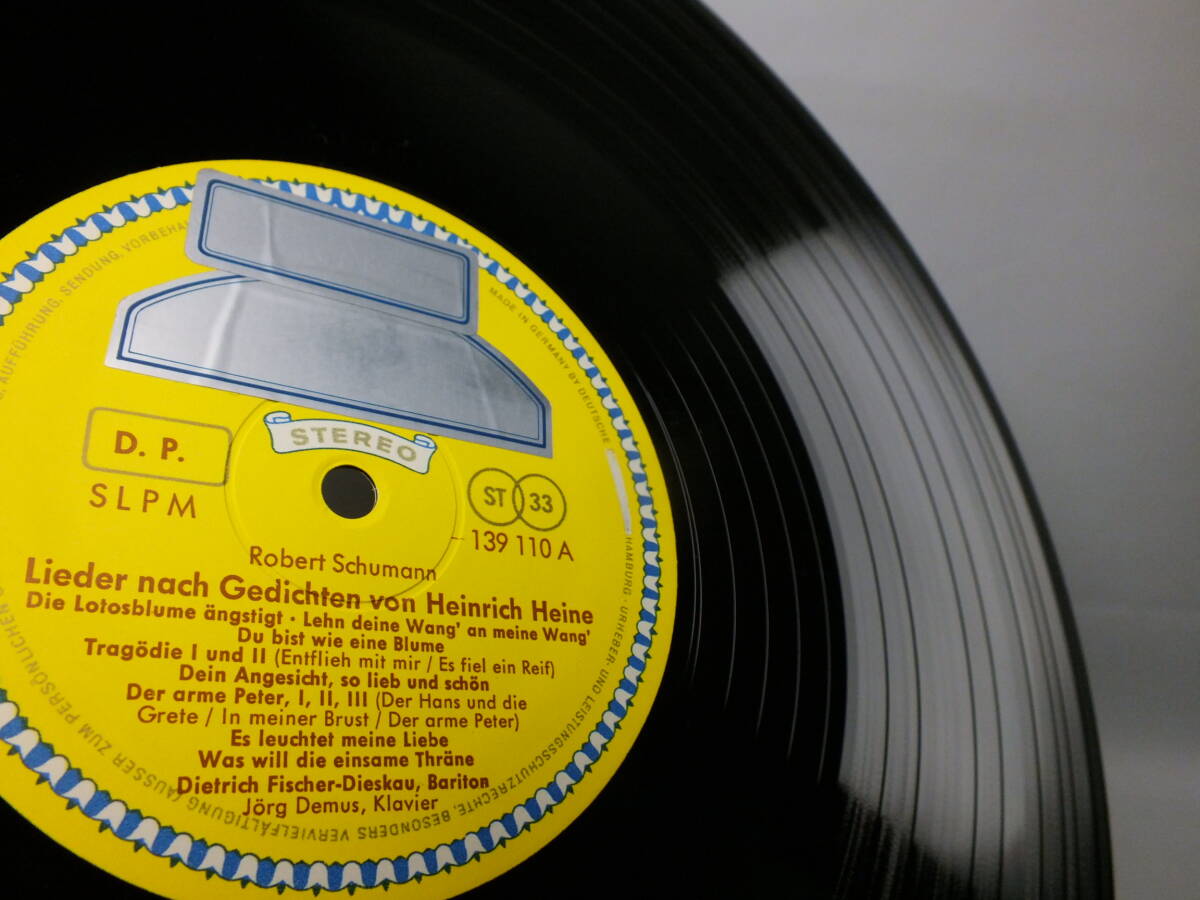 STEREO
D. P.
SLPM
ST 33
139 110 A
Robert Schumann
Lieder nach Gedichten von Heinrich Heine
Die Lotosblume ängstigt · Lehn deine Wang' an meine Wang'
Du bist wie eine Blume
Tragödie I und II (Entflieh mit mir / Es fiel ein Reif)
Dein Angesicht, so lieb und schön
Der arme Peter, I, II, III (Der Hans und die
Grete / In meiner Brust / Der arme Peter)
Es leuchtet meine Liebe
Was will die einsame Thräne
Dietrich Fischer-Dieskau, Bariton
Jörg Demus, Klavier
MADE IN GERMANY BY DEUTSCHE
HAMBURG · URHEBER- UND LEISTUNGSSCHUTZRECHTE, BESONDERS VERVIELFÄLTIGUNG (AUSSER ZUM PERSÖNLICHEN
AUFFÜHRUNG, SENDUNG, VORBEHA